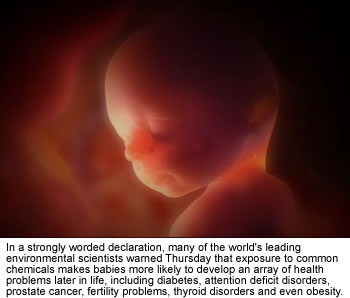 In a strongly worded declaration, many of the world's leading
environmental scientists warned Thursday that exposure to common
chemicals makes babies more likely to develop an array of health
problems later in life, including diabetes, attention deficit disorders,
prostate cancer, fertility problems, thyroid disorders and even obesity.